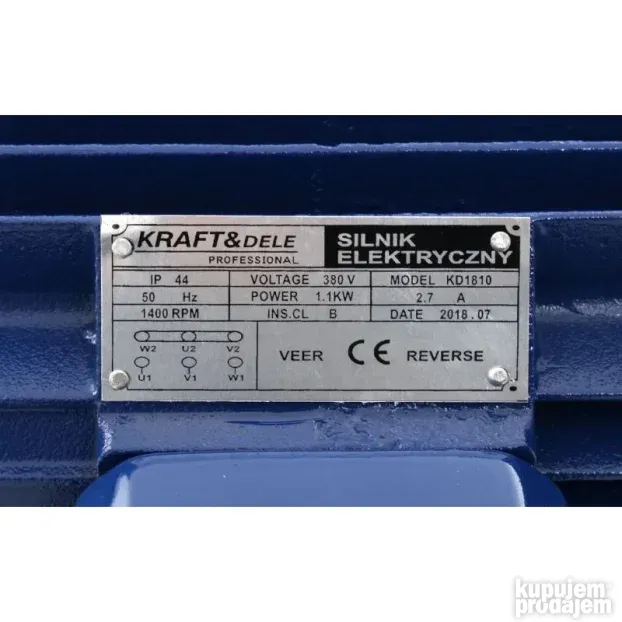 KRAFT&DELE
PROFESSIONAL
SILNIK
ELEKTRYCZNY
IP 44 VOLTAGE 380 V MODEL KD1810
50 Hz POWER 1.1KW 2.7 A
1400 RPM INS.CL B DATE 2018.07
W2 U2 V2
U1 V1 W1
VEER CE REVERSE
kupujem
prodajem